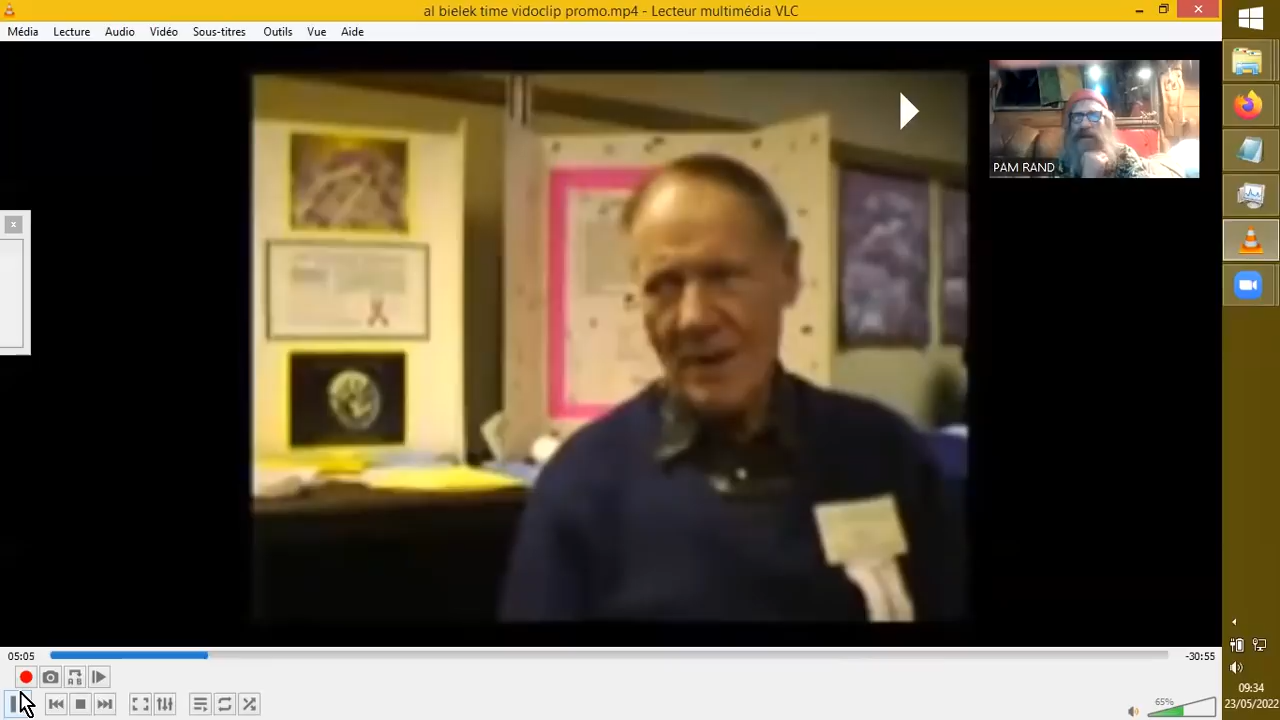 al bielek time vidoclip promo.mp4 - Lecteur multimédia VLC
Média Lecture Audio Vidéo Sous-titres Outils Vue Aide
PAM RAND
05:05
-30:55
65%
09:34
23/05/2022